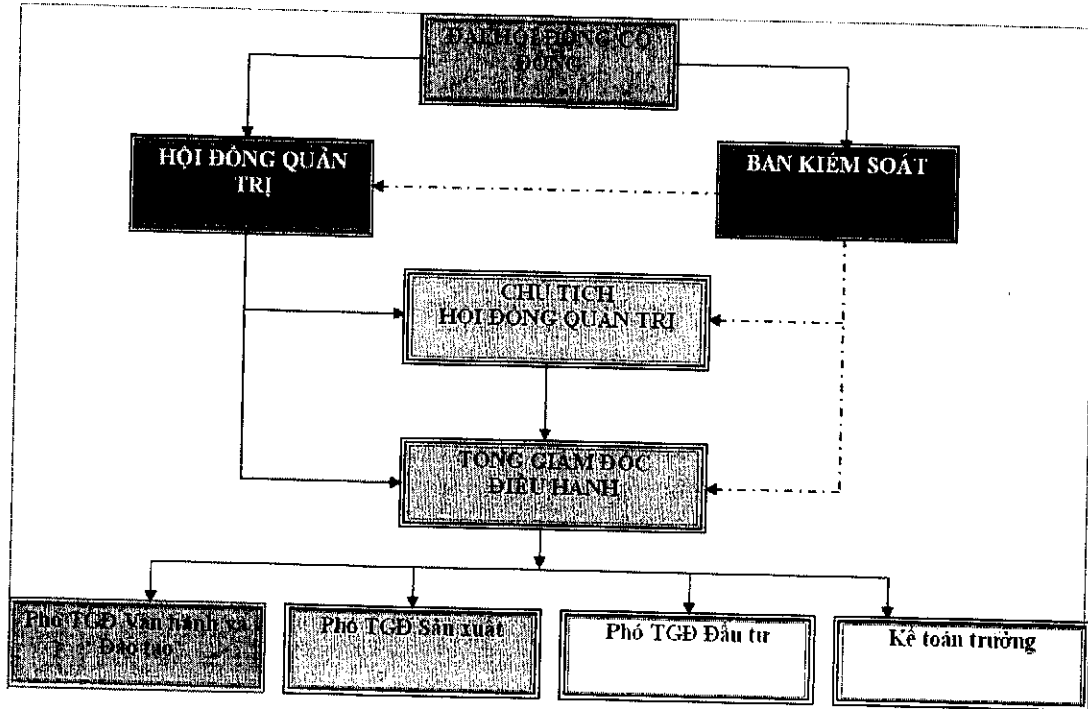 ĐẠI HỘI ĐỒNG CỔ
ĐÔNG
HỘI ĐỒNG QUẢN
TRỊ
BAN KIỂM SOÁT
CHỦ TỊCH
HỘI ĐỒNG QUẢN TRỊ
TỔNG GIÁM ĐỐC
ĐIỀU HÀNH
Phó TGĐ Vận hành và
Đào tạo
Phó TGĐ Sản xuất
Phó TGĐ Đầu tư
Kế toán trưởng